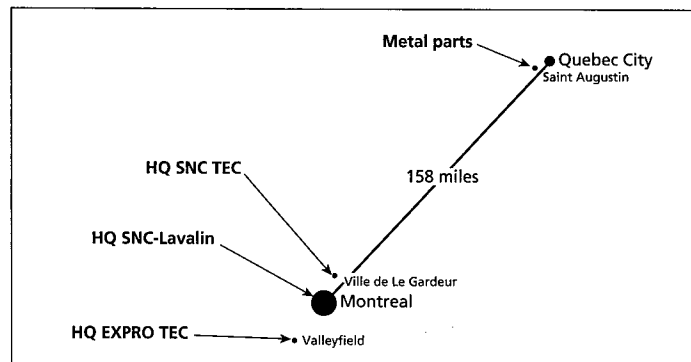 Metal parts
Quebec City
Saint Augustin
HQ SNC TEC
158 miles
HQ SNC-Lavalin
Ville de Le Gardeur
Montreal
HQ EXPRO TEC
Valleyfield